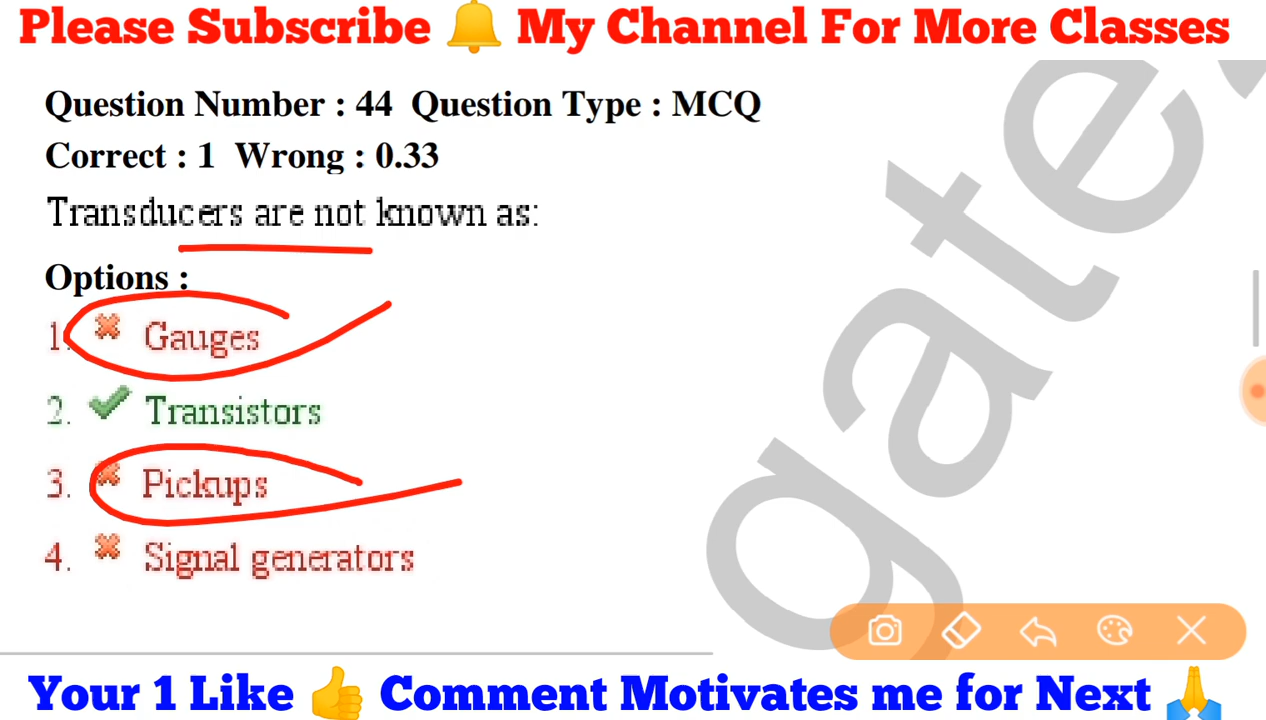 Please Subscribe 🔔 My Channel For More Classes
Question Number : 44 Question Type : MCQ
Correct : 1 Wrong : 0.33
Transducers are not known as:
Options :
1. Gauges
2. Transistors
3. Pickups
4. Signal generators
gate
Your 1 Like 👍 Comment Motivates me for Next 🙏